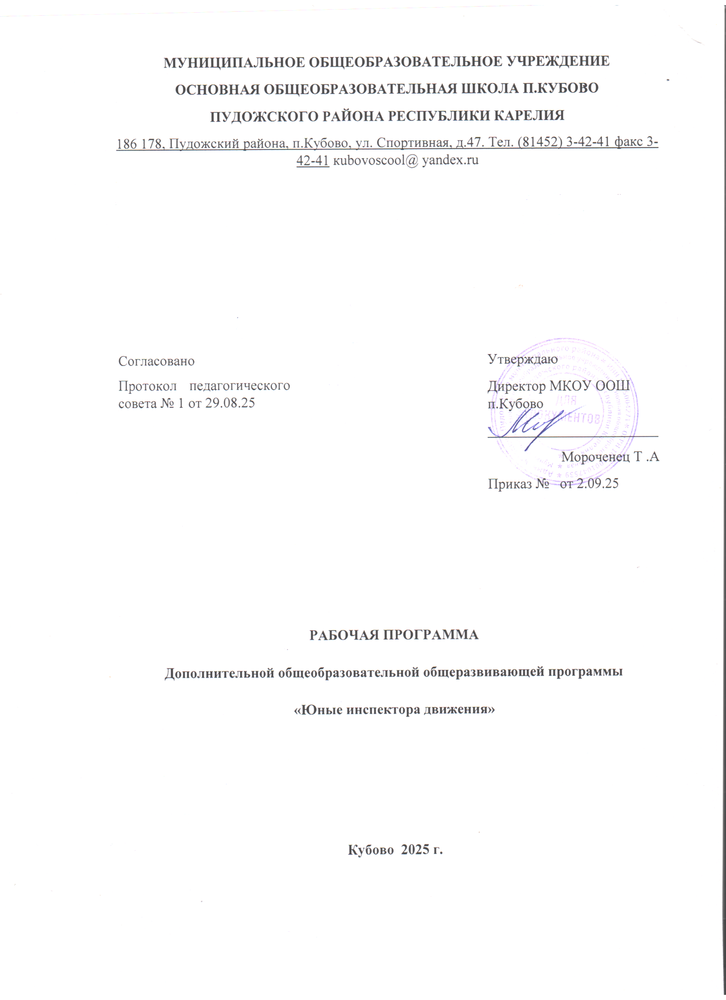 МУНИЦИПАЛЬНОЕ ОБЩЕОБРАЗОВАТЕЛЬНОЕ УЧРЕЖДЕНИЕ
ОСНОВНАЯ ОБЩЕОБРАЗОВАТЕЛЬНАЯ ШКОЛА П.КУБОВО
ПУДОЖСКОГО РАЙОНА РЕСПУБЛИКИ КАРЕЛИЯ
186 178, Пудожский района, п.Кубово, ул. Спортивная, д.47. Тел. (81452) 3-42-41 факс 3-
42-41 кubovoscool@ yandex.ru
Согласовано
Протокол педагогического
совета № 1 от 29.08.25
Утверждаю
Директор МКОУ ООШ
п.Кубово
Мороченец Т .А
Приказ № от 2.09.25
ДЛЯ
ДОКУМЕНТОВ
РАБОЧАЯ ПРОГРАММА
Дополнительной общеобразовательной общеразвивающей программы
«Юные инспектора движения»
Кубово 2025 г.